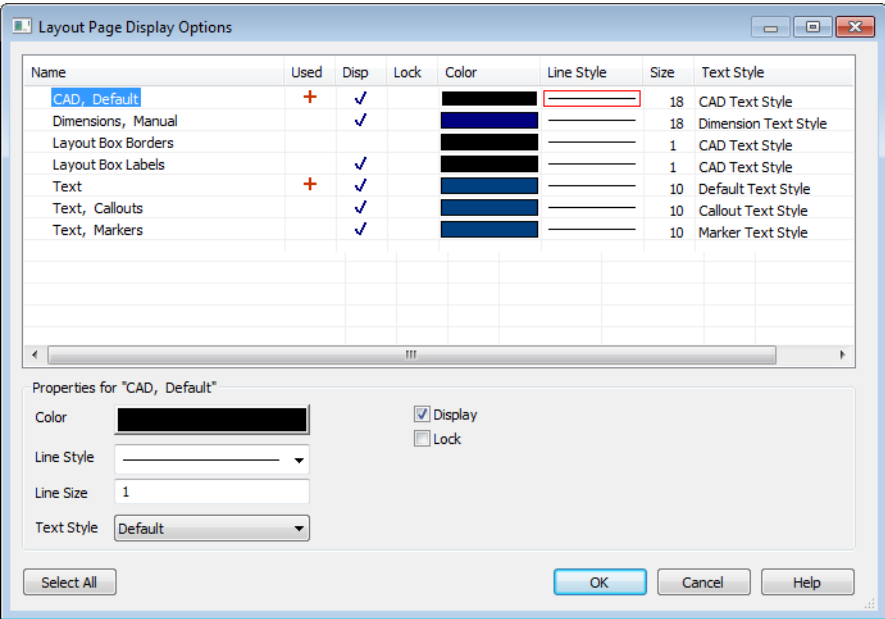 Layout Page Display Options
Name Used Disp Lock Color Line Style Size Text Style
CAD, Default 18 CAD Text Style
Dimensions, Manual 18 Dimension Text Style
Layout Box Borders 1 CAD Text Style
Layout Box Labels 1 CAD Text Style
Text 10 Default Text Style
Text, Callouts 10 Callout Text Style
Text, Markers 10 Marker Text Style
Properties for "CAD, Default"
Color Display
Lock
Line Style
Line Size 1
Text Style Default
Select All OK Cancel Help